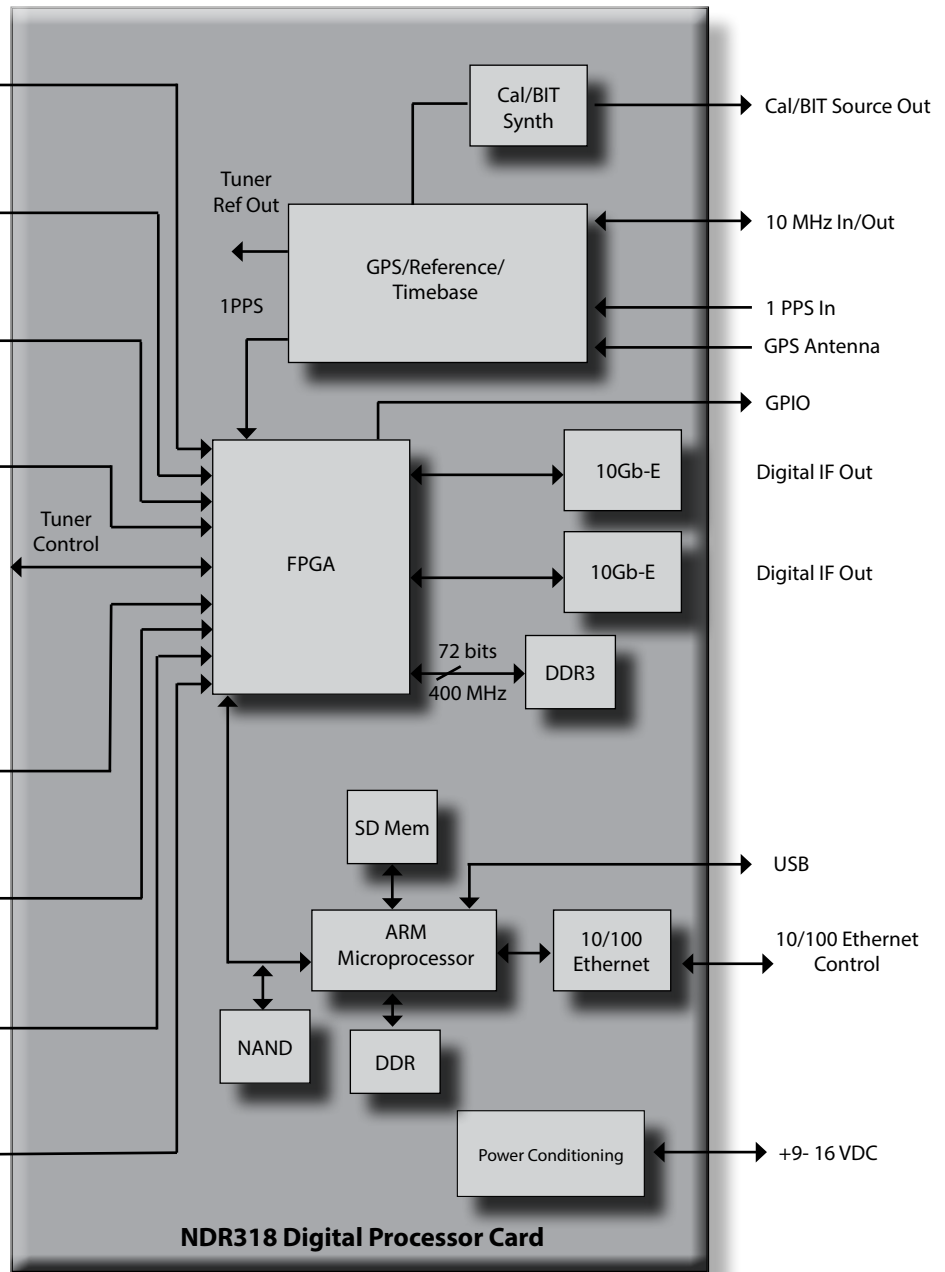 Cal/BIT
Synth
Cal/BIT Source Out
Tuner
Ref Out
10 MHz In/Out
GPS/Reference/
Timebase
1PPS
1 PPS In
GPS Antenna
GPIO
10Gb-E
Digital IF Out
Tuner
Control
FPGA
10Gb-E
Digital IF Out
72 bits
400 MHz
DDR3
SD Mem
USB
ARM
Microprocessor
10/100
Ethernet
10/100 Ethernet
Control
NAND
DDR
Power Conditioning
+9- 16 VDC
NDR318 Digital Processor Card